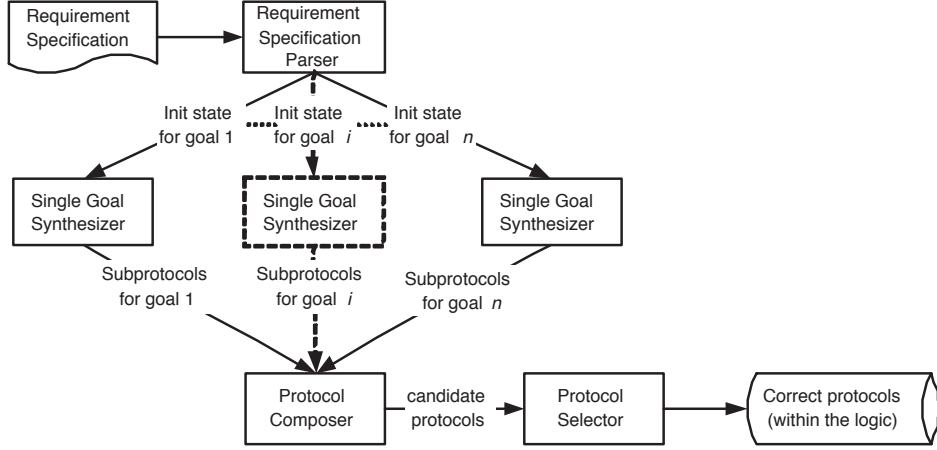 Requirement
Specification
Requirement
Specification
Parser
Init state
for goal 1
Init state
for goal i
Init state
for goal n
Single Goal
Synthesizer
Single Goal
Synthesizer
Single Goal
Synthesizer
Subprotocols
for goal 1
Subprotocols
for goal i
Subprotocols
for goal n
Protocol
Composer
candidate
protocols
Protocol
Selector
Correct protocols
(within the logic)